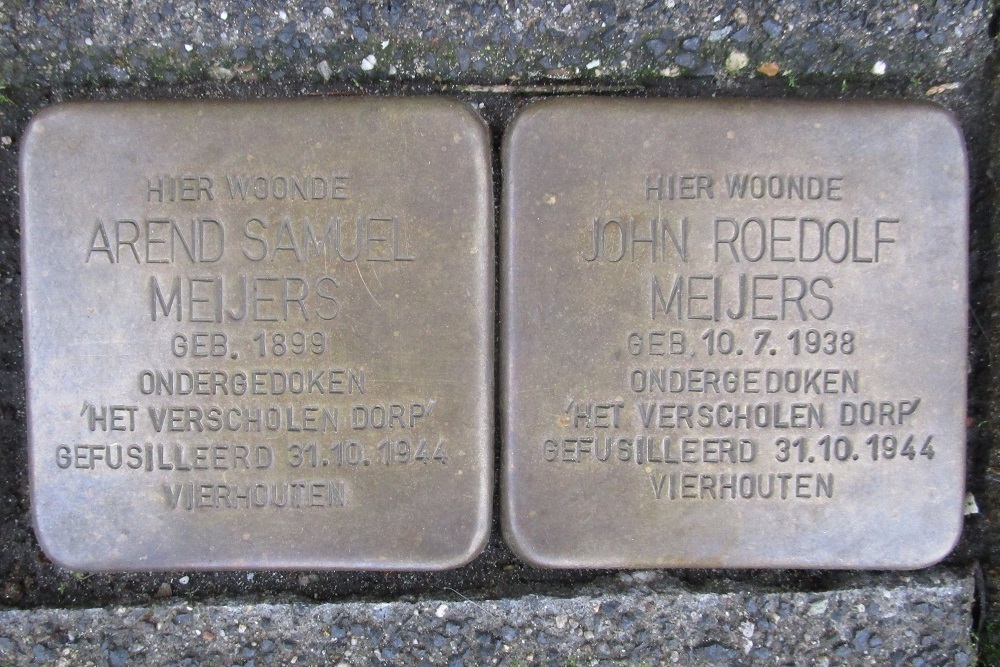 HIER WOONDE
AREND SAMUEL
MEIJERS
GEB. 1899
ONDERGEDOKEN
'HET VERSCHOLEN DORP'
GEFUSILLEERD 31.10.1944
VIERHOUTEN
HIER WOONDE
JOHN ROEDOLF
MEIJERS
GEB. 10.7.1938
ONDERGEDOKEN
'HET VERSCHOLEN DORP'
GEFUSILLEERD 31.10.1944
VIERHOUTEN